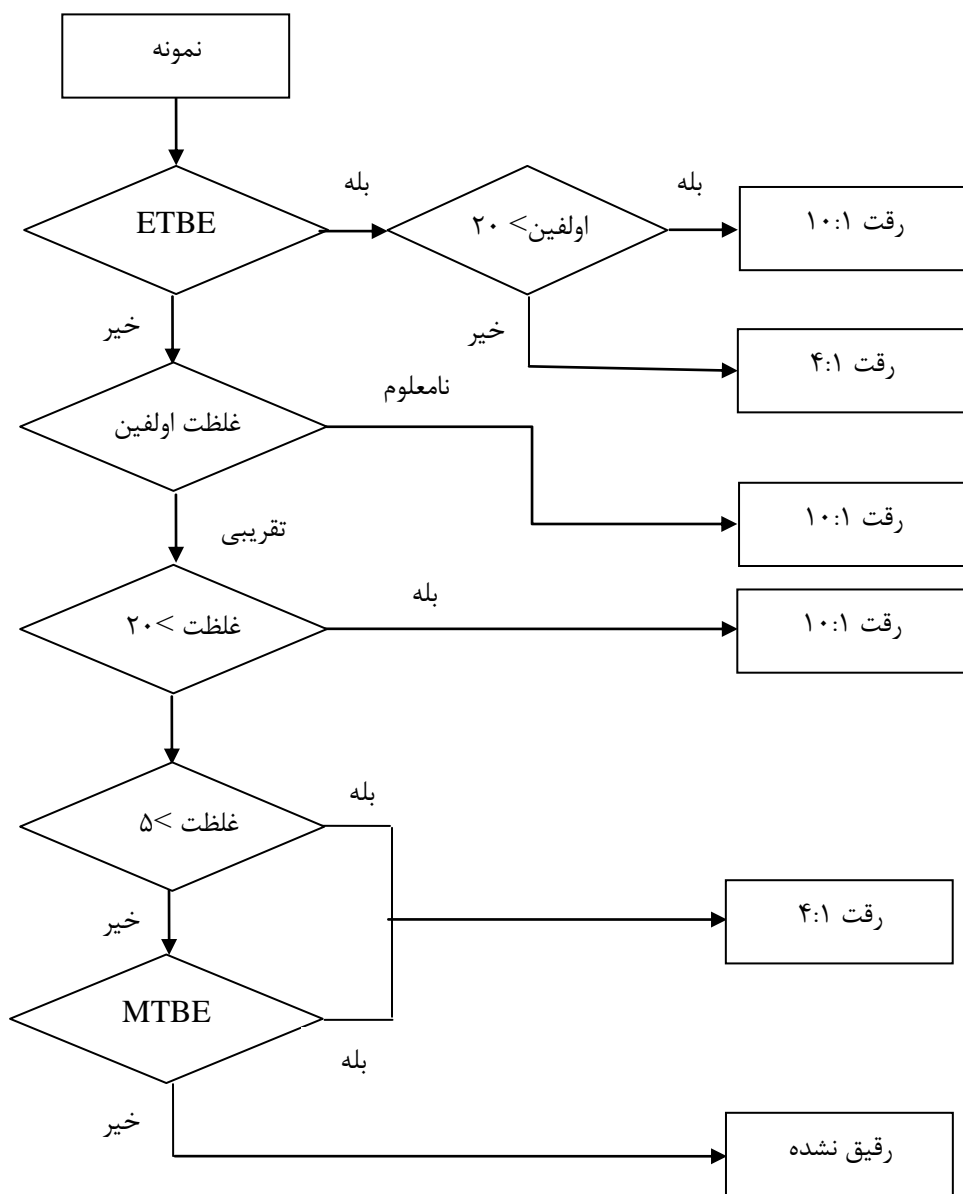 نمونه
ETBE
بله
اولفین> ۲۰
بله
رقت ۱۰:۱
خیر
خیر
رقت ۴:۱
غلظت اولفین
نامعلوم
رقت ۱۰:۱
تقریبی
غلظت >۲۰
بله
رقت ۱۰:۱
غلظت >۵
بله
رقت ۴:۱
خیر
MTBE
بله
خیر
رقیق نشده